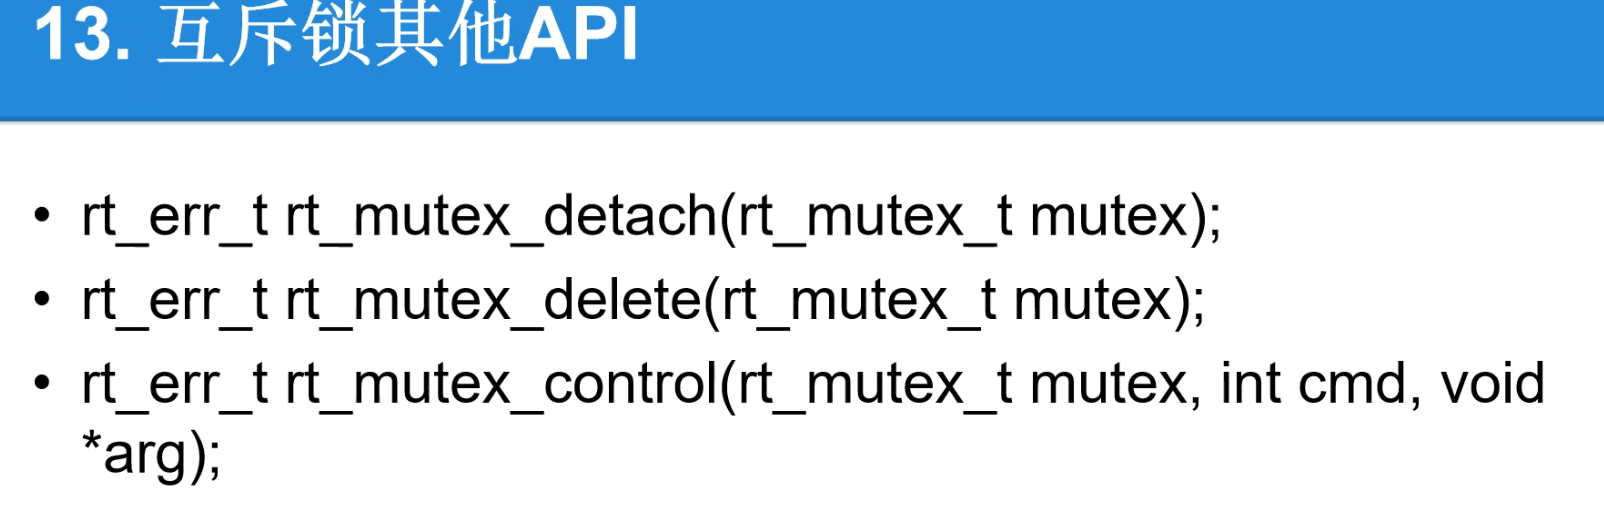 13. 互斥锁其他API
• rt_err_t rt_mutex_detach(rt_mutex_t mutex);
• rt_err_t rt_mutex_delete(rt_mutex_t mutex);
• rt_err_t rt_mutex_control(rt_mutex_t mutex, int cmd, void
*arg);